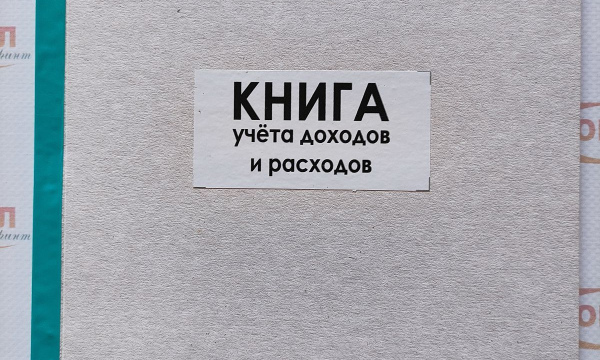 КНИГА
учёта доходов
и расходов